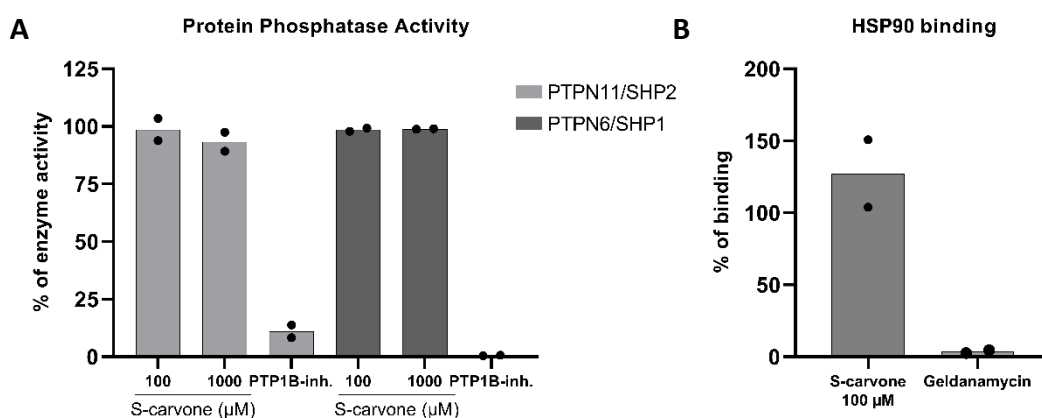 A
Protein Phosphatase Activity
% of enzyme activity
125
100
75
50
25
0
PTPN11/SHP2
PTPN6/SHP1
100 1000 PTP1B-inh. 100 1000 PTP1B-inh.
S-carvone (µM) S-carvone (µM)
B
HSP90 binding
% of binding
200
150
100
50
0
S-carvone Geldanamycin
100 µM